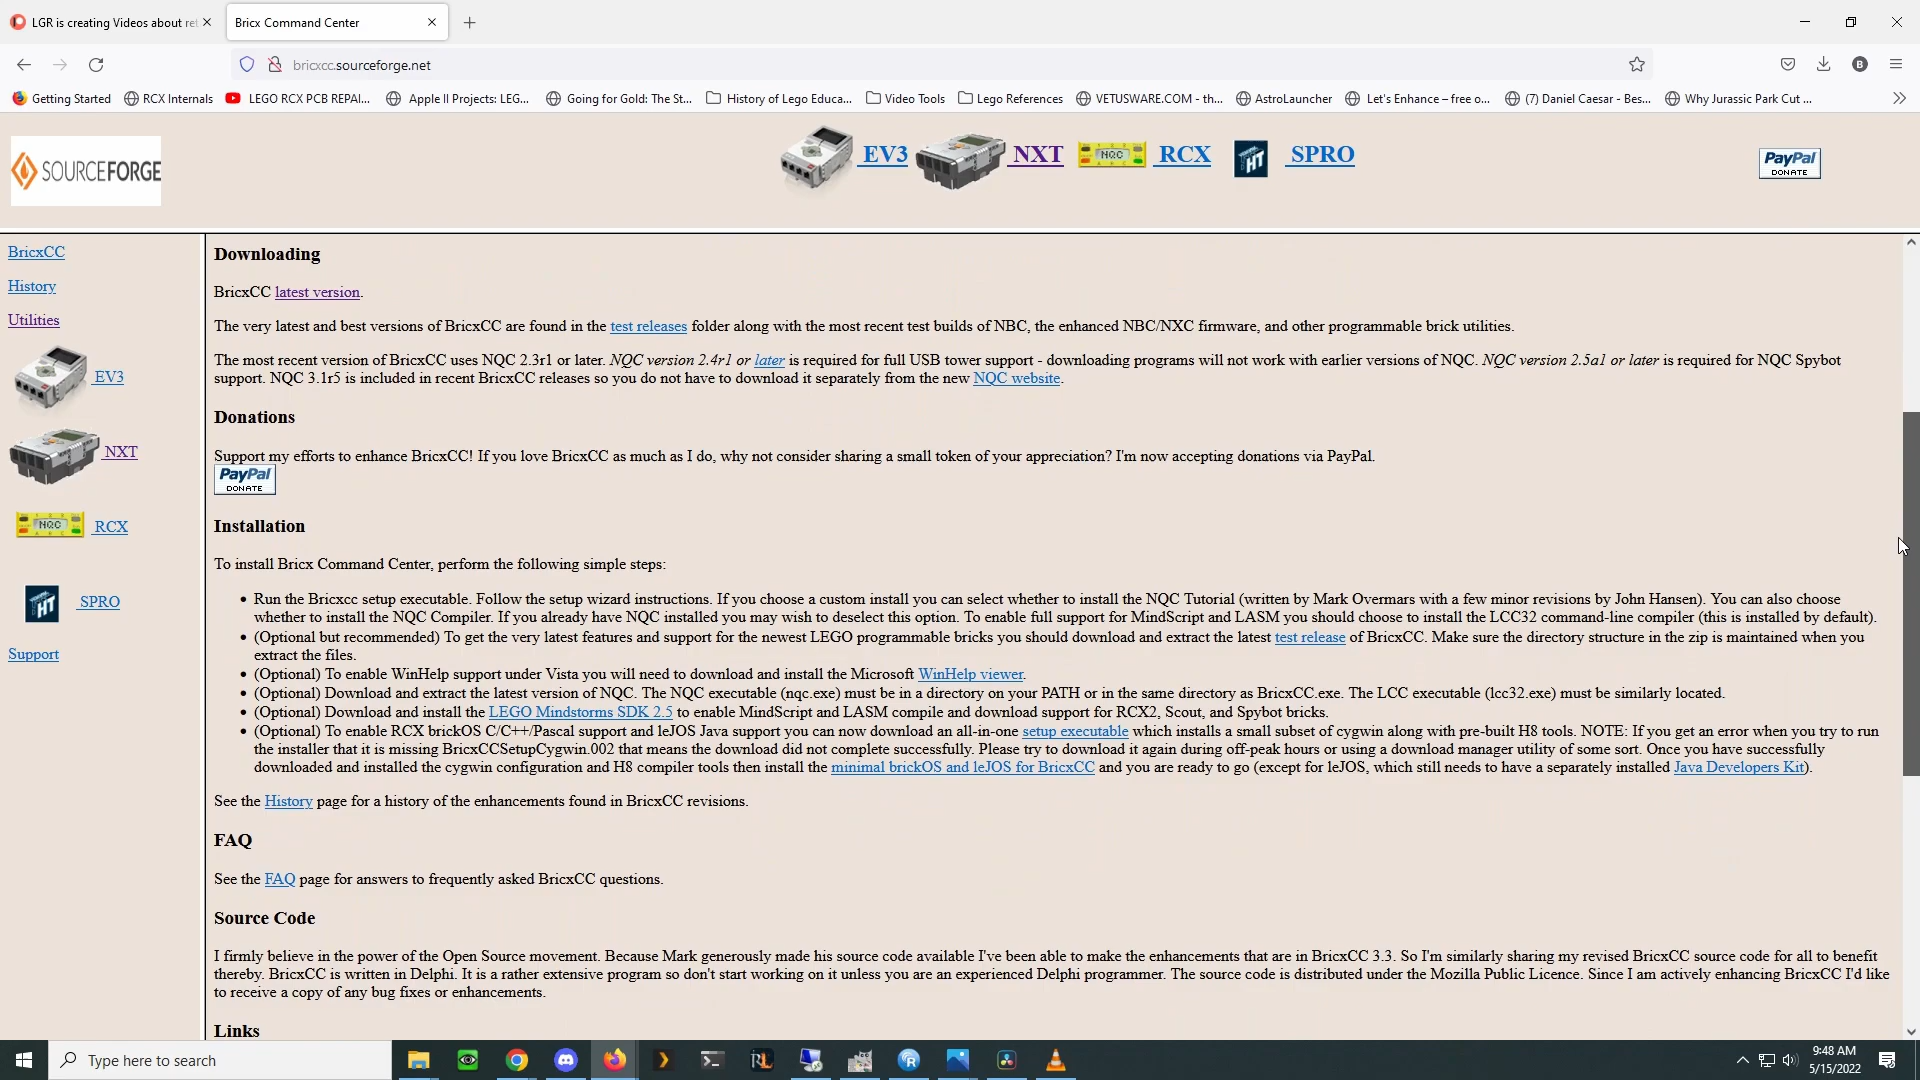 LGR is creating Videos about ret
Bricx Command Center
bricxcc.sourceforge.net
Getting Started
RCX Internals
LEGO RCX PCB REPAI...
Apple II Projects: LEG...
Going for Gold: The St...
History of Lego Educa...
Video Tools
Lego References
VETUSWARE.COM - th...
AstroLauncher
Let's Enhance – free o...
(7) Daniel Caesar - Bes...
Why Jurassic Park Cut ...
B
SOURCEFORGE
EV3
NXT
NQC
RCX
HT
SPRO
PayPal
DONATE
BricxCC
History
Utilities
EV3
NXT
NQC
RCX
HT
SPRO
Support
Downloading
BricxCC latest version.
The very latest and best versions of BricxCC are found in the test releases folder along with the most recent test builds of NBC, the enhanced NBC/NXC firmware, and other programmable brick utilities.
The most recent version of BricxCC uses NQC 2.3r1 or later. NQC version 2.4r1 or later is required for full USB tower support - downloading programs will not work with earlier versions of NQC. NQC version 2.5a1 or later is required for NQC Spybot
support. NQC 3.1r5 is included in recent BricxCC releases so you do not have to download it separately from the new NQC website.
Donations
Support my efforts to enhance BricxCC! If you love BricxCC as much as I do, why not consider sharing a small token of your appreciation? I'm now accepting donations via PayPal.
PayPal
DONATE
Installation
To install Bricx Command Center, perform the following simple steps:
• Run the Bricxcc setup executable. Follow the setup wizard instructions. If you choose a custom install you can select whether to install the NQC Tutorial (written by Mark Overmars with a few minor revisions by John Hansen). You can also choose
whether to install the NQC Compiler. If you already have NQC installed you may wish to deselect this option. To enable full support for MindScript and LASM you should choose to install the LCC32 command-line compiler (this is installed by default).
• (Optional but recommended) To get the very latest features and support for the newest LEGO programmable bricks you should download and extract the latest test release of BricxCC. Make sure the directory structure in the zip is maintained when you
extract the files.
• (Optional) To enable WinHelp support under Vista you will need to download and install the Microsoft WinHelp viewer.
• (Optional) Download and extract the latest version of NQC. The NQC executable (nqc.exe) must be in a directory on your PATH or in the same directory as BricxCC.exe. The LCC executable (lcc32.exe) must be similarly located.
• (Optional) Download and install the LEGO Mindstorms SDK 2.5 to enable MindScript and LASM compile and download support for RCX2, Scout, and Spybot bricks.
• (Optional) To enable RCX brickOS C/C++/Pascal support and leJOS Java support you can now download an all-in-one setup executable which installs a small subset of cygwin along with pre-built H8 tools. NOTE: If you get an error when you try to run
the installer that it is missing BricxCCSetupCygwin.002 that means the download did not complete successfully. Please try to download it again during off-peak hours or using a download manager utility of some sort. Once you have successfully
downloaded and installed the cygwin configuration and H8 compiler tools then install the minimal brickOS and leJOS for BricxCC and you are ready to go (except for leJOS, which still needs to have a separately installed Java Developers Kit).
See the History page for a history of the enhancements found in BricxCC revisions.
FAQ
See the FAQ page for answers to frequently asked BricxCC questions.
Source Code
I firmly believe in the power of the Open Source movement. Because Mark generously made his source code available I've been able to make the enhancements that are in BricxCC 3.3. So I'm similarly sharing my revised BricxCC source code for all to benefit
thereby. BricxCC is written in Delphi. It is a rather extensive program so don't start working on it unless you are an experienced Delphi programmer. The source code is distributed under the Mozilla Public Licence. Since I am actively enhancing BricxCC I'd like
to receive a copy of any bug fixes or enhancements.
Links
Type here to search
RL
R
9:48 AM
5/15/2022